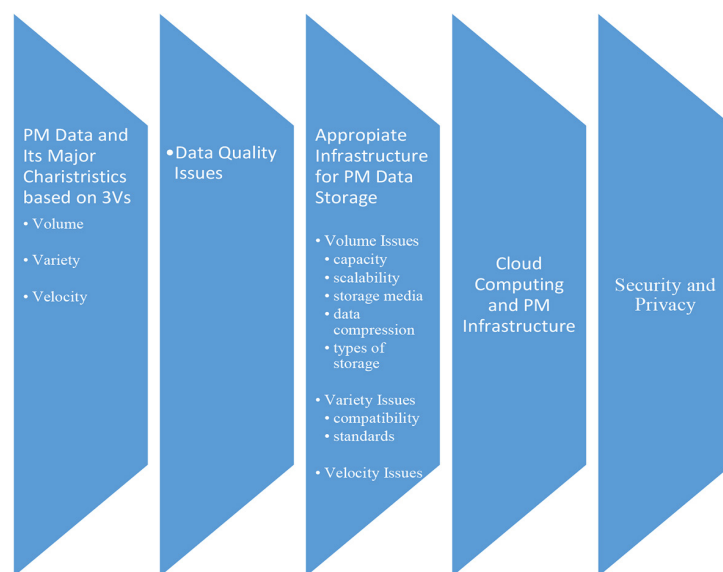 PM Data and
Its Major
Charistristics
based on 3Vs
• Volume
• Variety
• Velocity
•Data Quality
Issues
Appropiate
Infrastructure
for PM Data
Storage
• Volume Issues
• capacity
• scalability
• storage media
• data
compression
• types of
storage
• Variety Issues
• compatibility
• standards
• Velocity Issues
Cloud
Computing
and PM
Infrastructure
Security and
Privacy